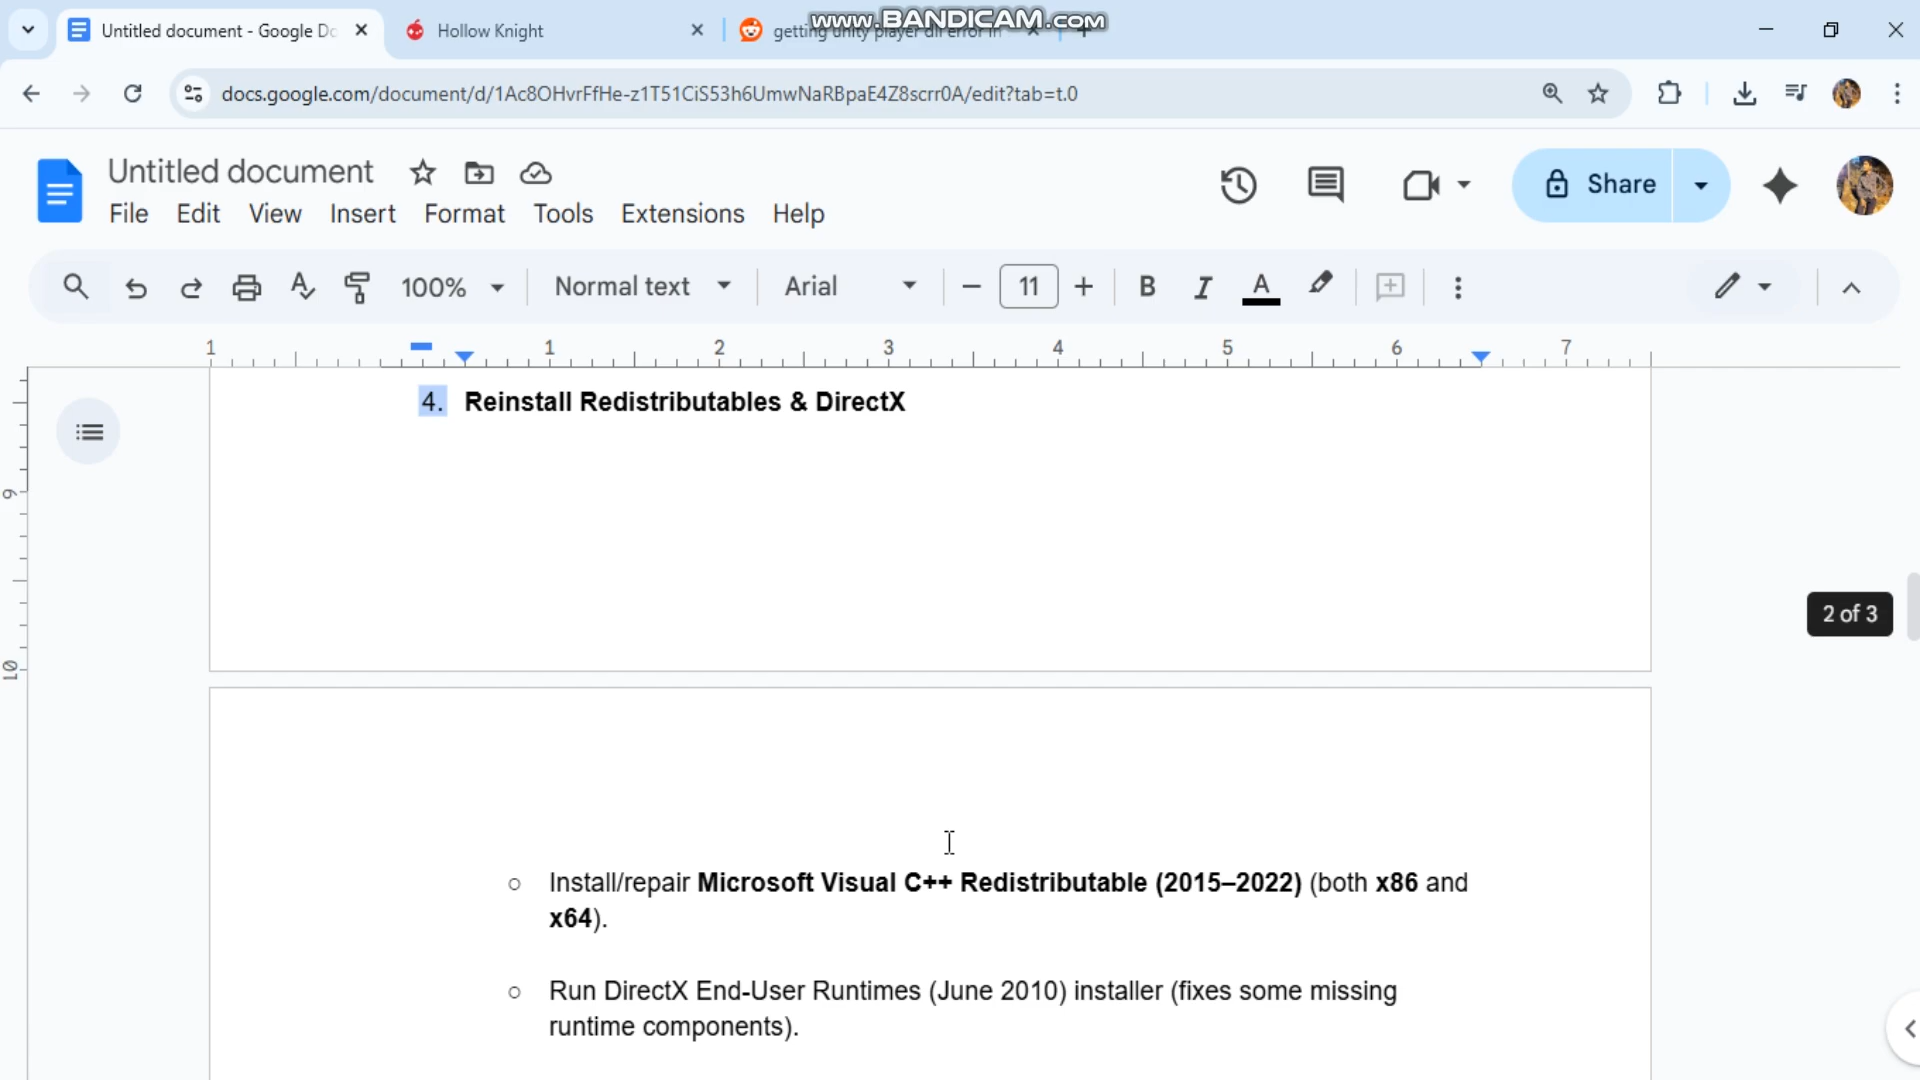 Untitled document - Google Do
Hollow Knight
getting unity player dll error in
www.BANDICAM.com
docs.google.com/document/d/1Ac8OHvrFfHe-z1T51CiS53h6UmwNaRBpaE4Z8scrr0A/edit?tab=t.0
Untitled document
File Edit View Insert Format Tools Extensions Help
Share
100% Normal text Arial 11 B I A
1 1 2 3 4 5 6 7
4. Reinstall Redistributables & DirectX
9
2 of 3
10
○ Install/repair Microsoft Visual C++ Redistributable (2015–2022) (both x86 and
x64).
○ Run DirectX End-User Runtimes (June 2010) installer (fixes some missing
runtime components).